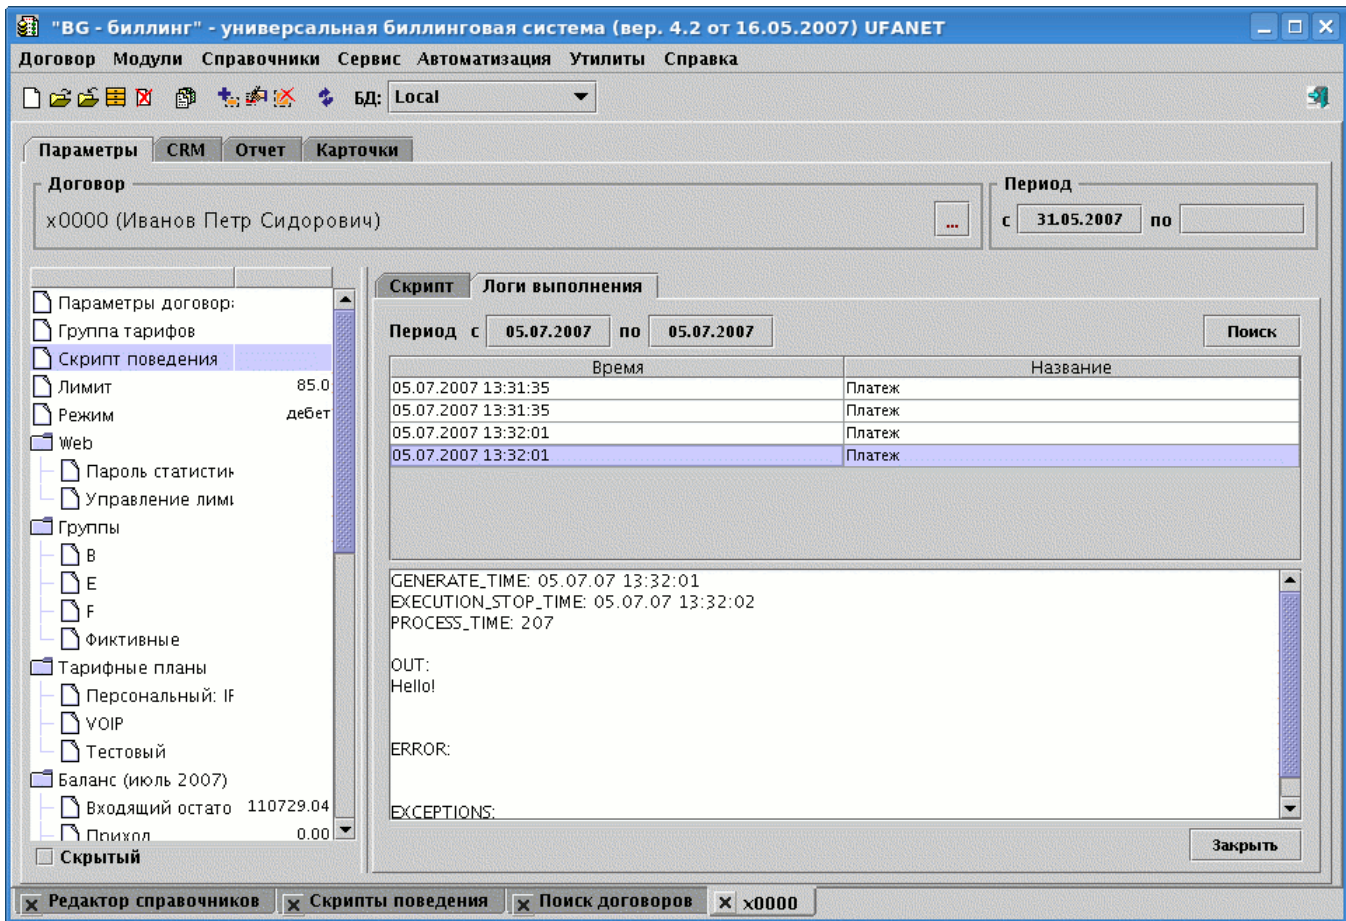 "BG - биллинг" - универсальная биллинговая система (вер. 4.2 от 16.05.2007) UFANET
Договор Модули Справочники Сервис Автоматизация Утилиты Справка
БД: Local
Параметры CRM Отчет Карточки
Договор
x0000 (Иванов Петр Сидорович)
...
Период
с 31.05.2007 по
Параметры договор
Группа тарифов
Скрипт поведения
Лимит 85.0
Режим дебет
Web
Пароль статистик
Управление лими
Группы
B
E
F
Фиктивные
Тарифные планы
Персональный: IF
VOIP
Тестовый
Баланс (июль 2007)
Входящий остато 110729.04
Приход 0.00
Скрытый
Скрипт Логи выполнения
Период с 05.07.2007 по 05.07.2007 Поиск
Время Название
05.07.2007 13:31:35 Платеж
05.07.2007 13:31:35 Платеж
05.07.2007 13:32:01 Платеж
05.07.2007 13:32:01 Платеж
GENERATE_TIME: 05.07.07 13:32:01
EXECUTION_STOP_TIME: 05.07.07 13:32:02
PROCESS_TIME: 207
OUT:
Hello!
ERROR:
EXCEPTIONS:
Закрыть
Редактор справочников Скрипты поведения Поиск договоров x0000